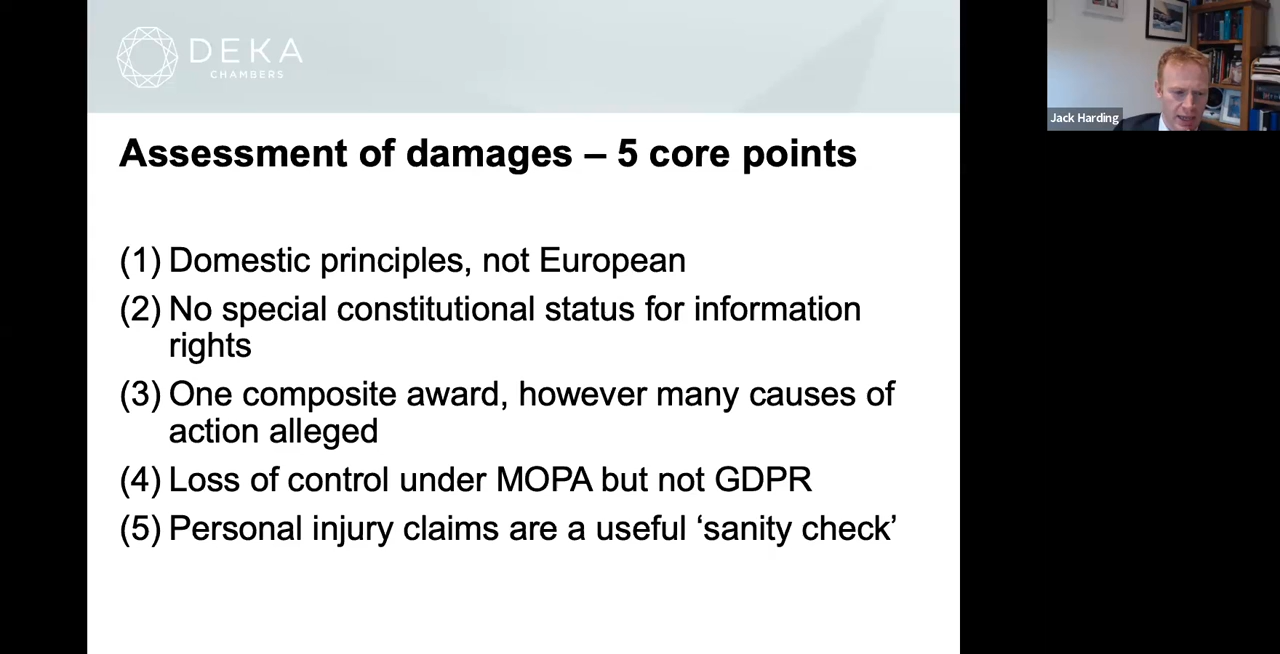 DEKA
CHAMBERS
Jack Harding
Assessment of damages – 5 core points
(1) Domestic principles, not European
(2) No special constitutional status for information
rights
(3) One composite award, however many causes of
action alleged
(4) Loss of control under MOPA but not GDPR
(5) Personal injury claims are a useful ‘sanity check’